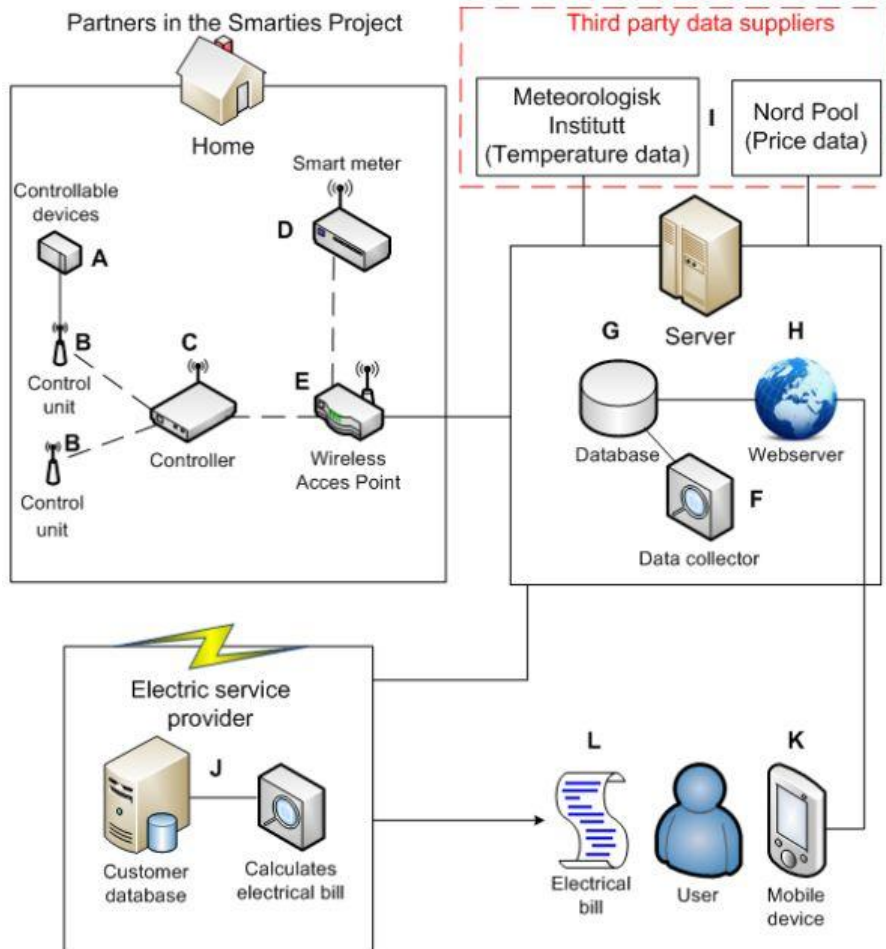 Partners in the Smarties Project
Third party data suppliers
Home
Meteorologisk
Institutt
(Temperature data)
I
Nord Pool
(Price data)
Smart meter
D
Controllable
devices
A
B
Control
unit
C
Controller
B
Control
unit
E
Wireless
Acces Point
Server
G
Database
H
Webserver
F
Data collector
Electric service
provider
J
Customer
database
Calculates
electrical bill
L
Electrical
bill
User
K
Mobile
device